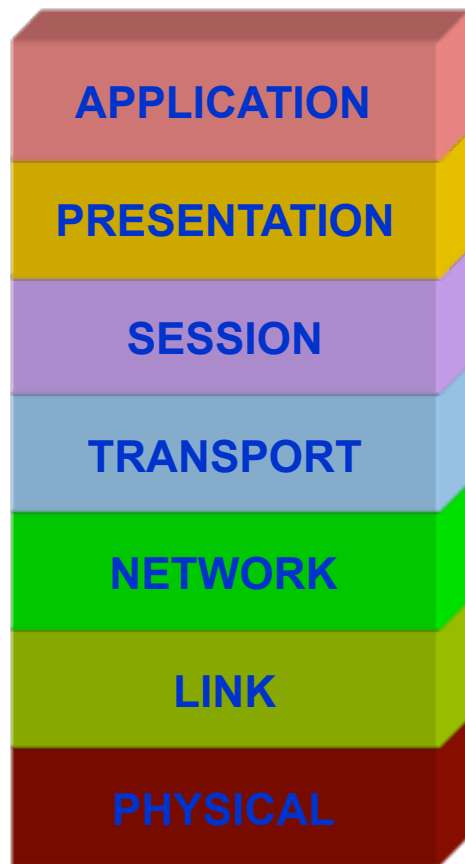 APPLICATION
PRESENTATION
SESSION
TRANSPORT
NETWORK
LINK
PHYSICAL